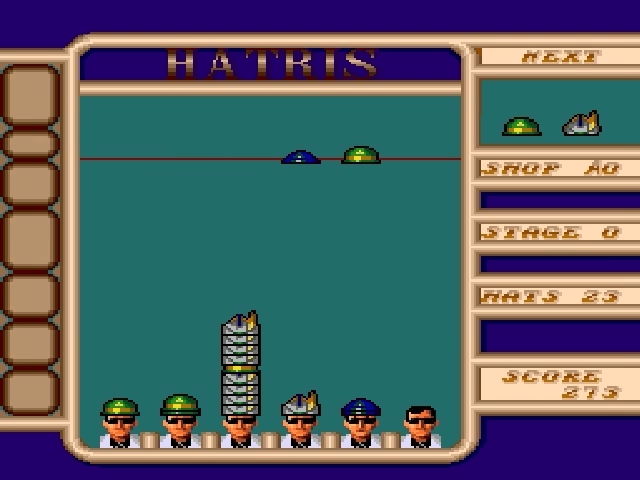 HATRIS
NEXT
SHOP A0
STAGE 0
HATS 23
SCORE
273